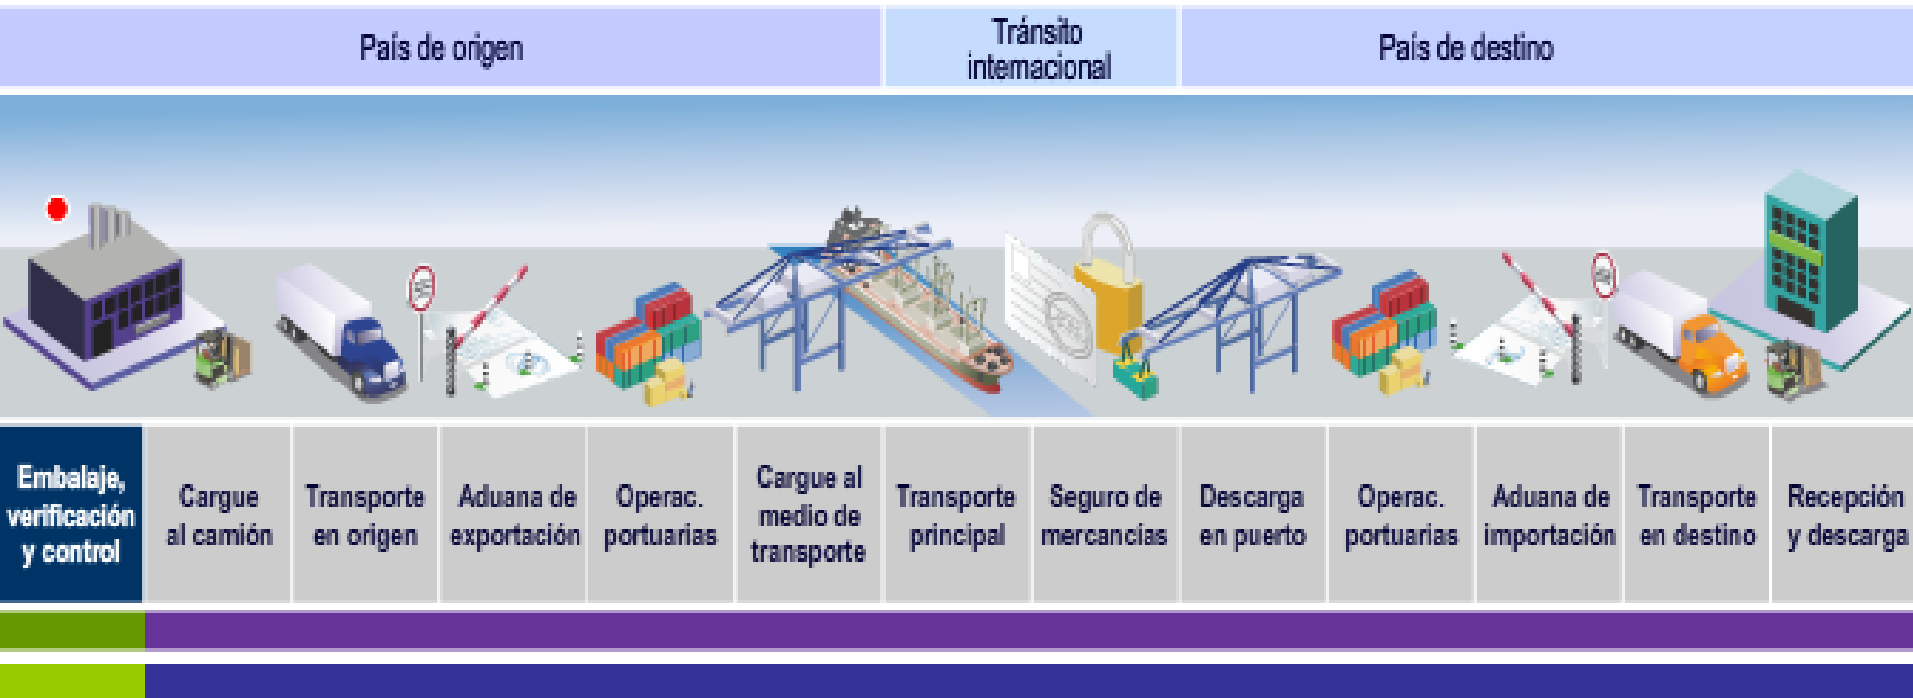 País de origen
Tránsito
internacional
País de destino
Embalaje,
verificación
y control
Cargue
al camión
Transporte
en origen
Aduana de
exportación
Operac.
portuarias
Cargue al
medio de
transporte
Transporte
principal
Seguro de
mercancías
Descarga
en puerto
Operac.
portuarias
Aduana de
importación
Transporte
en destino
Recepción
y descarga